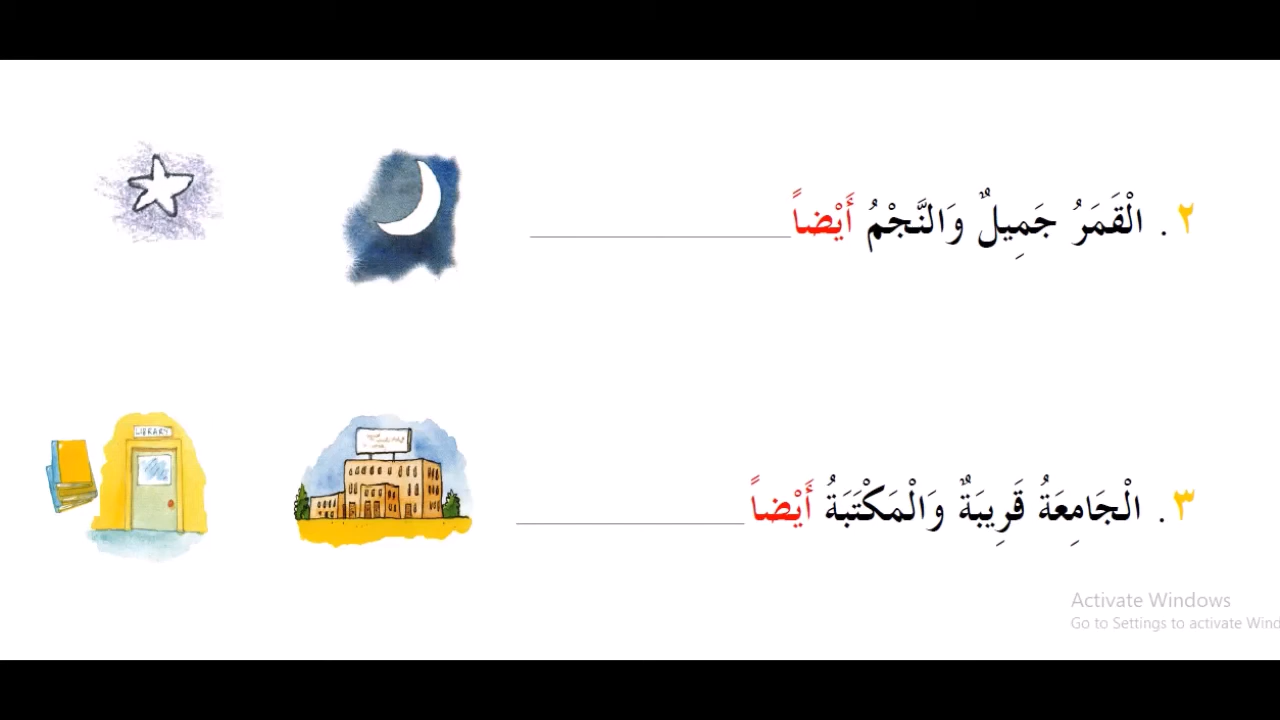 ٢. الْقَمَرُ جَمِيلٌ وَالنَّجْمُ أَيْضاً
LIBRARY
٣. الْجَامِعَةُ قَرِيبَةٌ وَالْمَكْتَبَةُ أَيْضاً
Activate Windows
Go to Settings to activate Wind